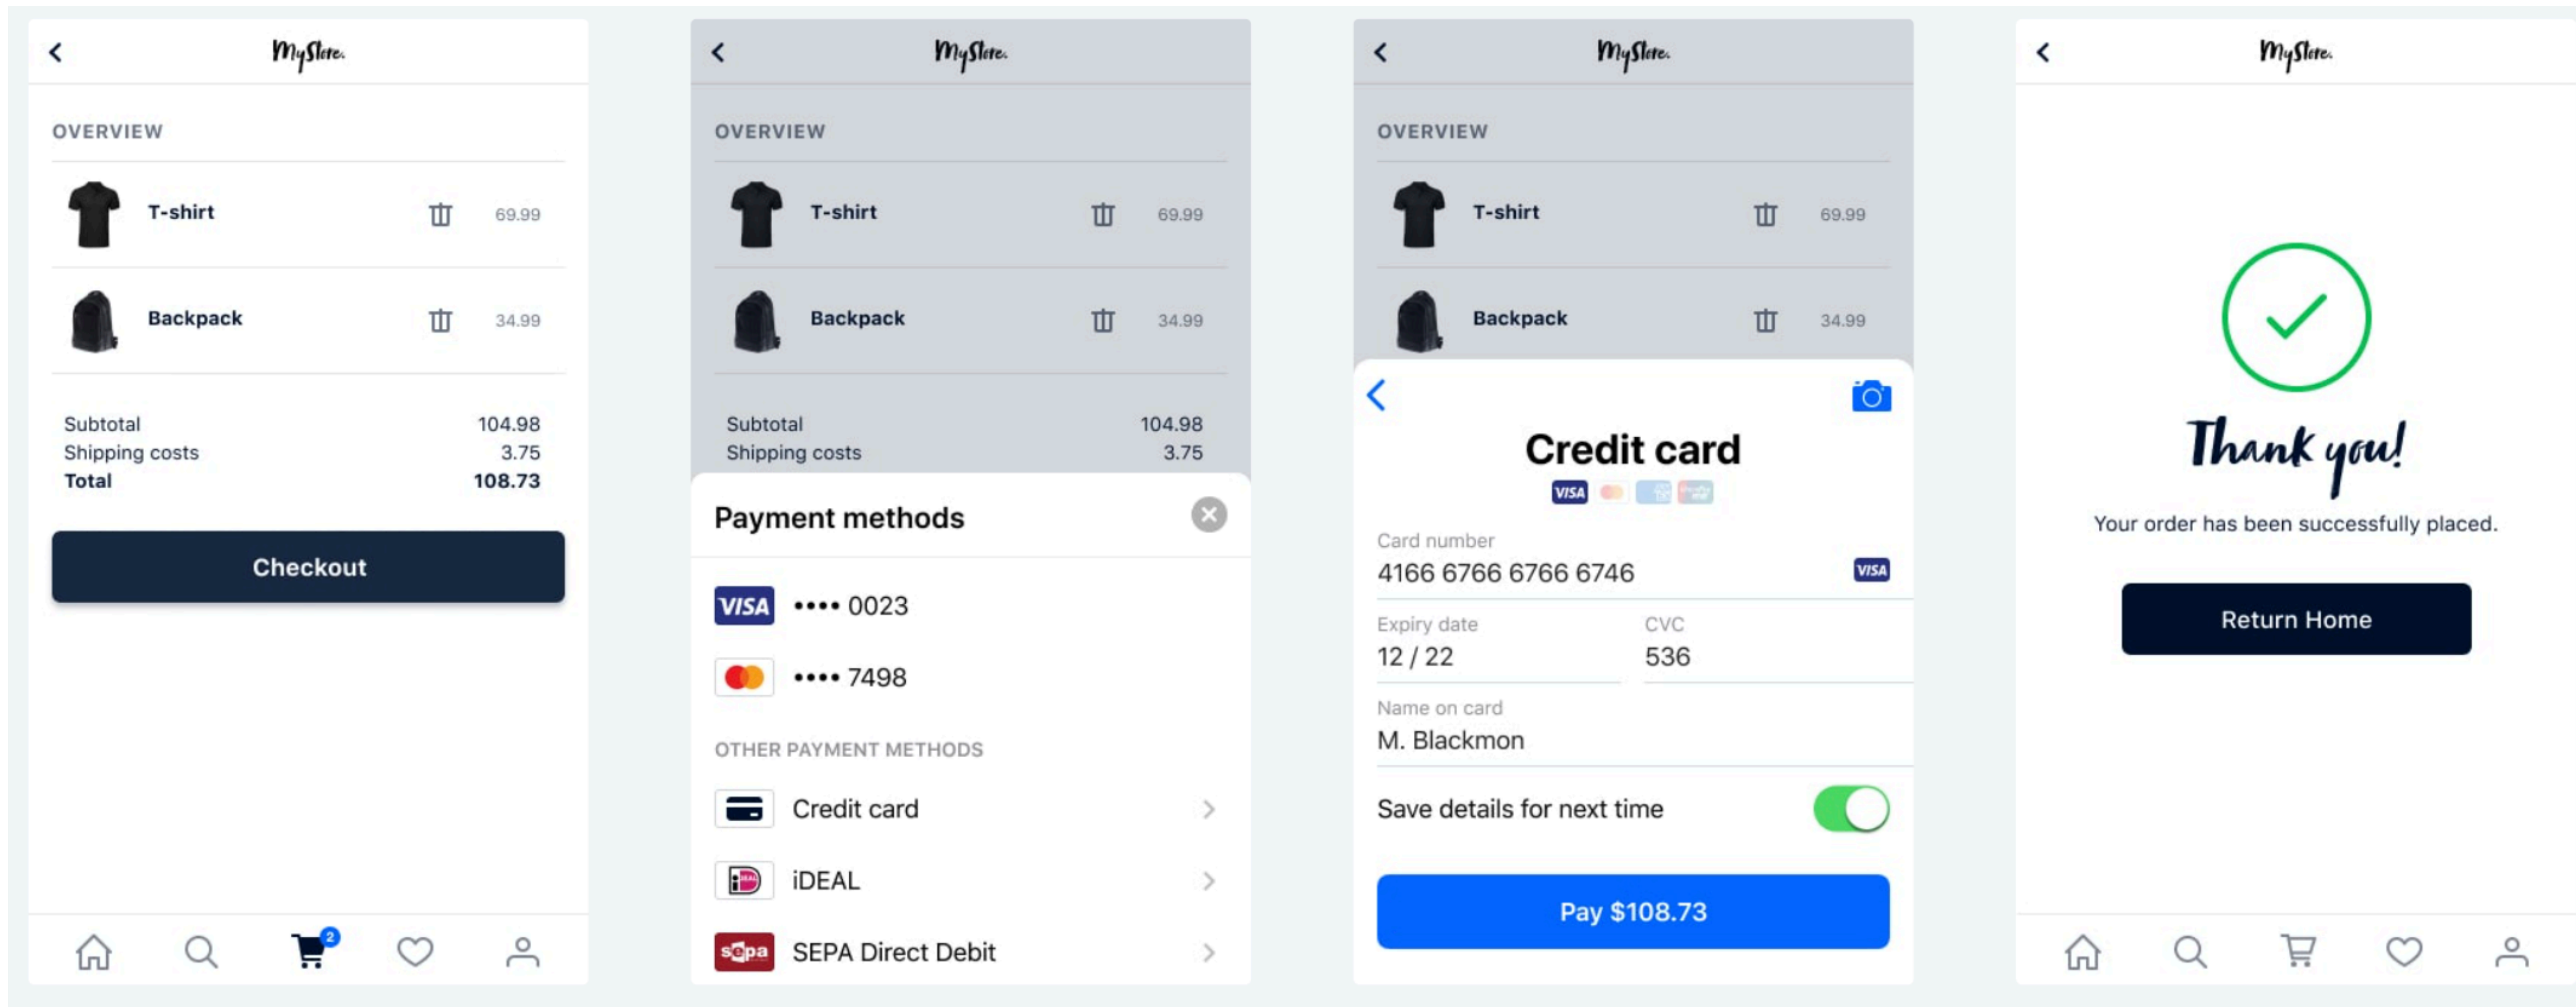 MyStore.
OVERVIEW
T-shirt 69.99
Backpack 34.99
Subtotal 104.98
Shipping costs 3.75
Total 108.73
Checkout
2
MyStore.
OVERVIEW
T-shirt 69.99
Backpack 34.99
Subtotal 104.98
Shipping costs 3.75
Payment methods
VISA •••• 0023
•••• 7498
OTHER PAYMENT METHODS
Credit card
iDEAL iDEAL
sepa SEPA Direct Debit
MyStore.
OVERVIEW
T-shirt 69.99
Backpack 34.99
Credit card
VISA
Card number
4166 6766 6766 6746 VISA
Expiry date CVC
12 / 22 536
Name on card
M. Blackmon
Save details for next time
Pay $108.73
MyStore.
Thank you!
Your order has been successfully placed.
Return Home